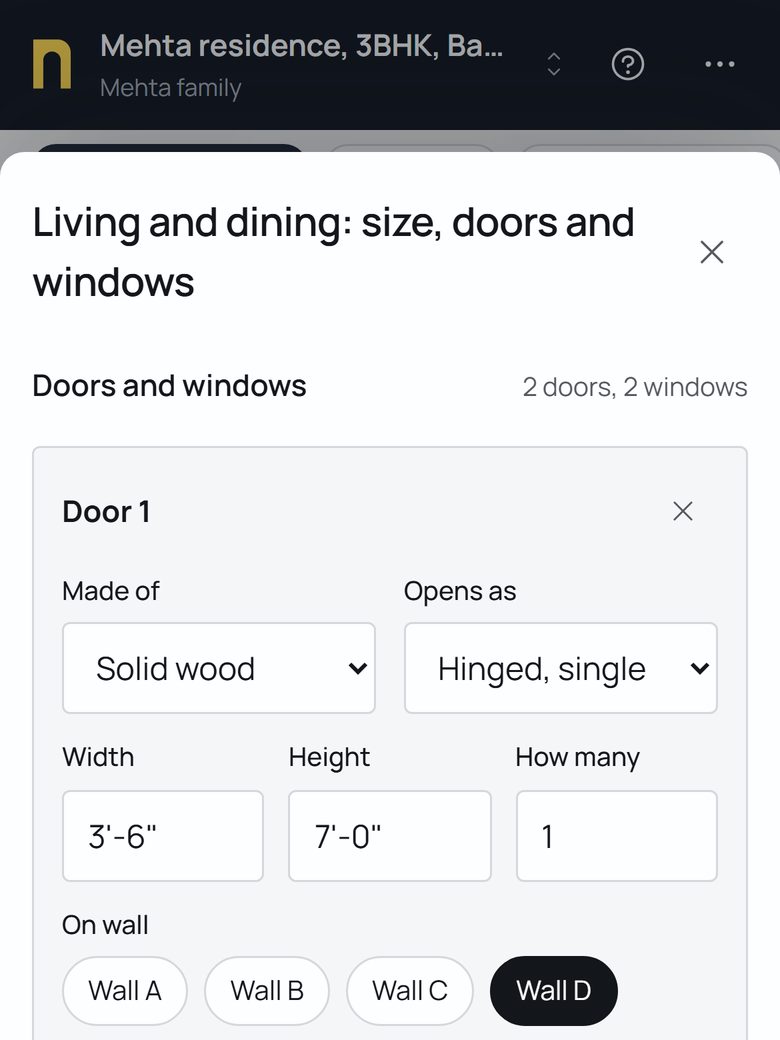 n
Mehta residence, 3BHK, Ba...
Mehta family
Living and dining: size, doors and
windows
Doors and windows
2 doors, 2 windows
Door 1
Made of
Opens as
Solid wood
Hinged, single
Width
Height
How many
3'-6"
7'-0"
1
On wall
Wall A
Wall B
Wall C
Wall D